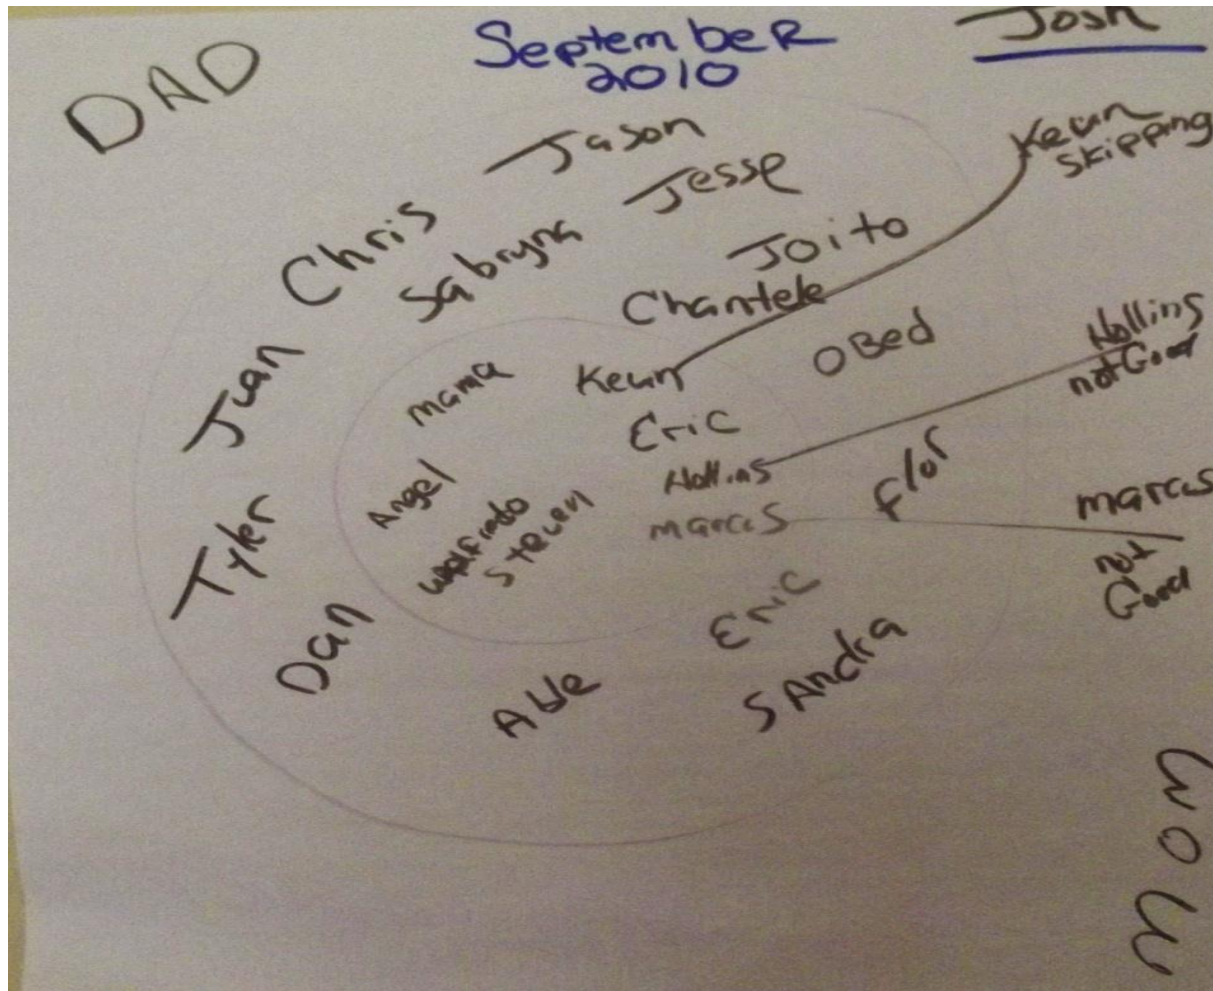 DAD
September
2010
Josh
Jason
Jesse
Kevin
skipping
Chris
Sabryna
Joito
Chantele
Juan
mama
Kevin
OBed
Hollins
not Good
Eric
Hollins
Angel
Wolfredo
Steven
marcus
flor
marcus
not
Good
Tyler
Dan
Eric
SAndra
Able